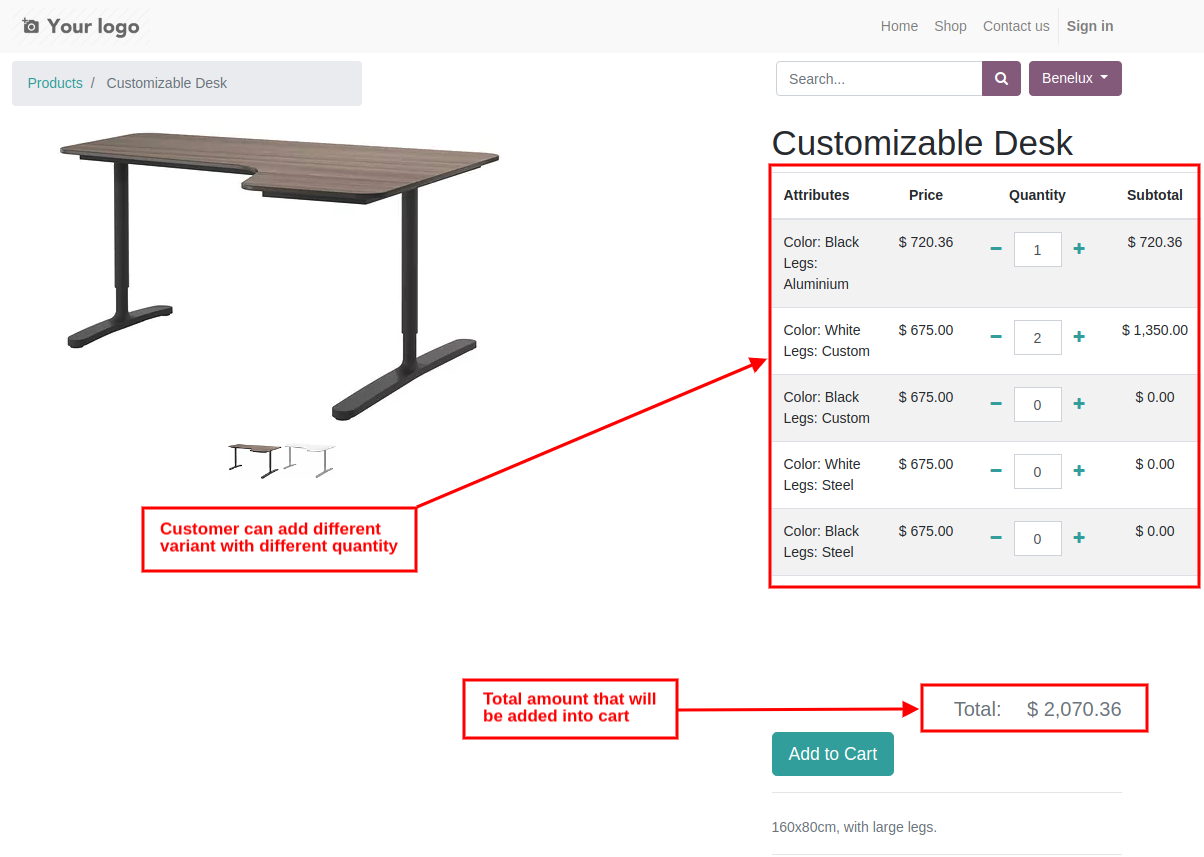 Your logo
Home Shop Contact us Sign in
Products / Customizable Desk
Search...
Benelux
Customizable Desk
Attributes Price Quantity Subtotal
Color: Black $ 720.36 1 $ 720.36
Legs:
Aluminium
Color: White $ 675.00 2 $ 1,350.00
Legs: Custom
Color: Black $ 675.00 0 $ 0.00
Legs: Custom
Color: White $ 675.00 0 $ 0.00
Legs: Steel
Color: Black $ 675.00 0 $ 0.00
Legs: Steel
Customer can add different
variant with different quantity
Total amount that will
be added into cart
Total: $ 2,070.36
Add to Cart
160x80cm, with large legs.